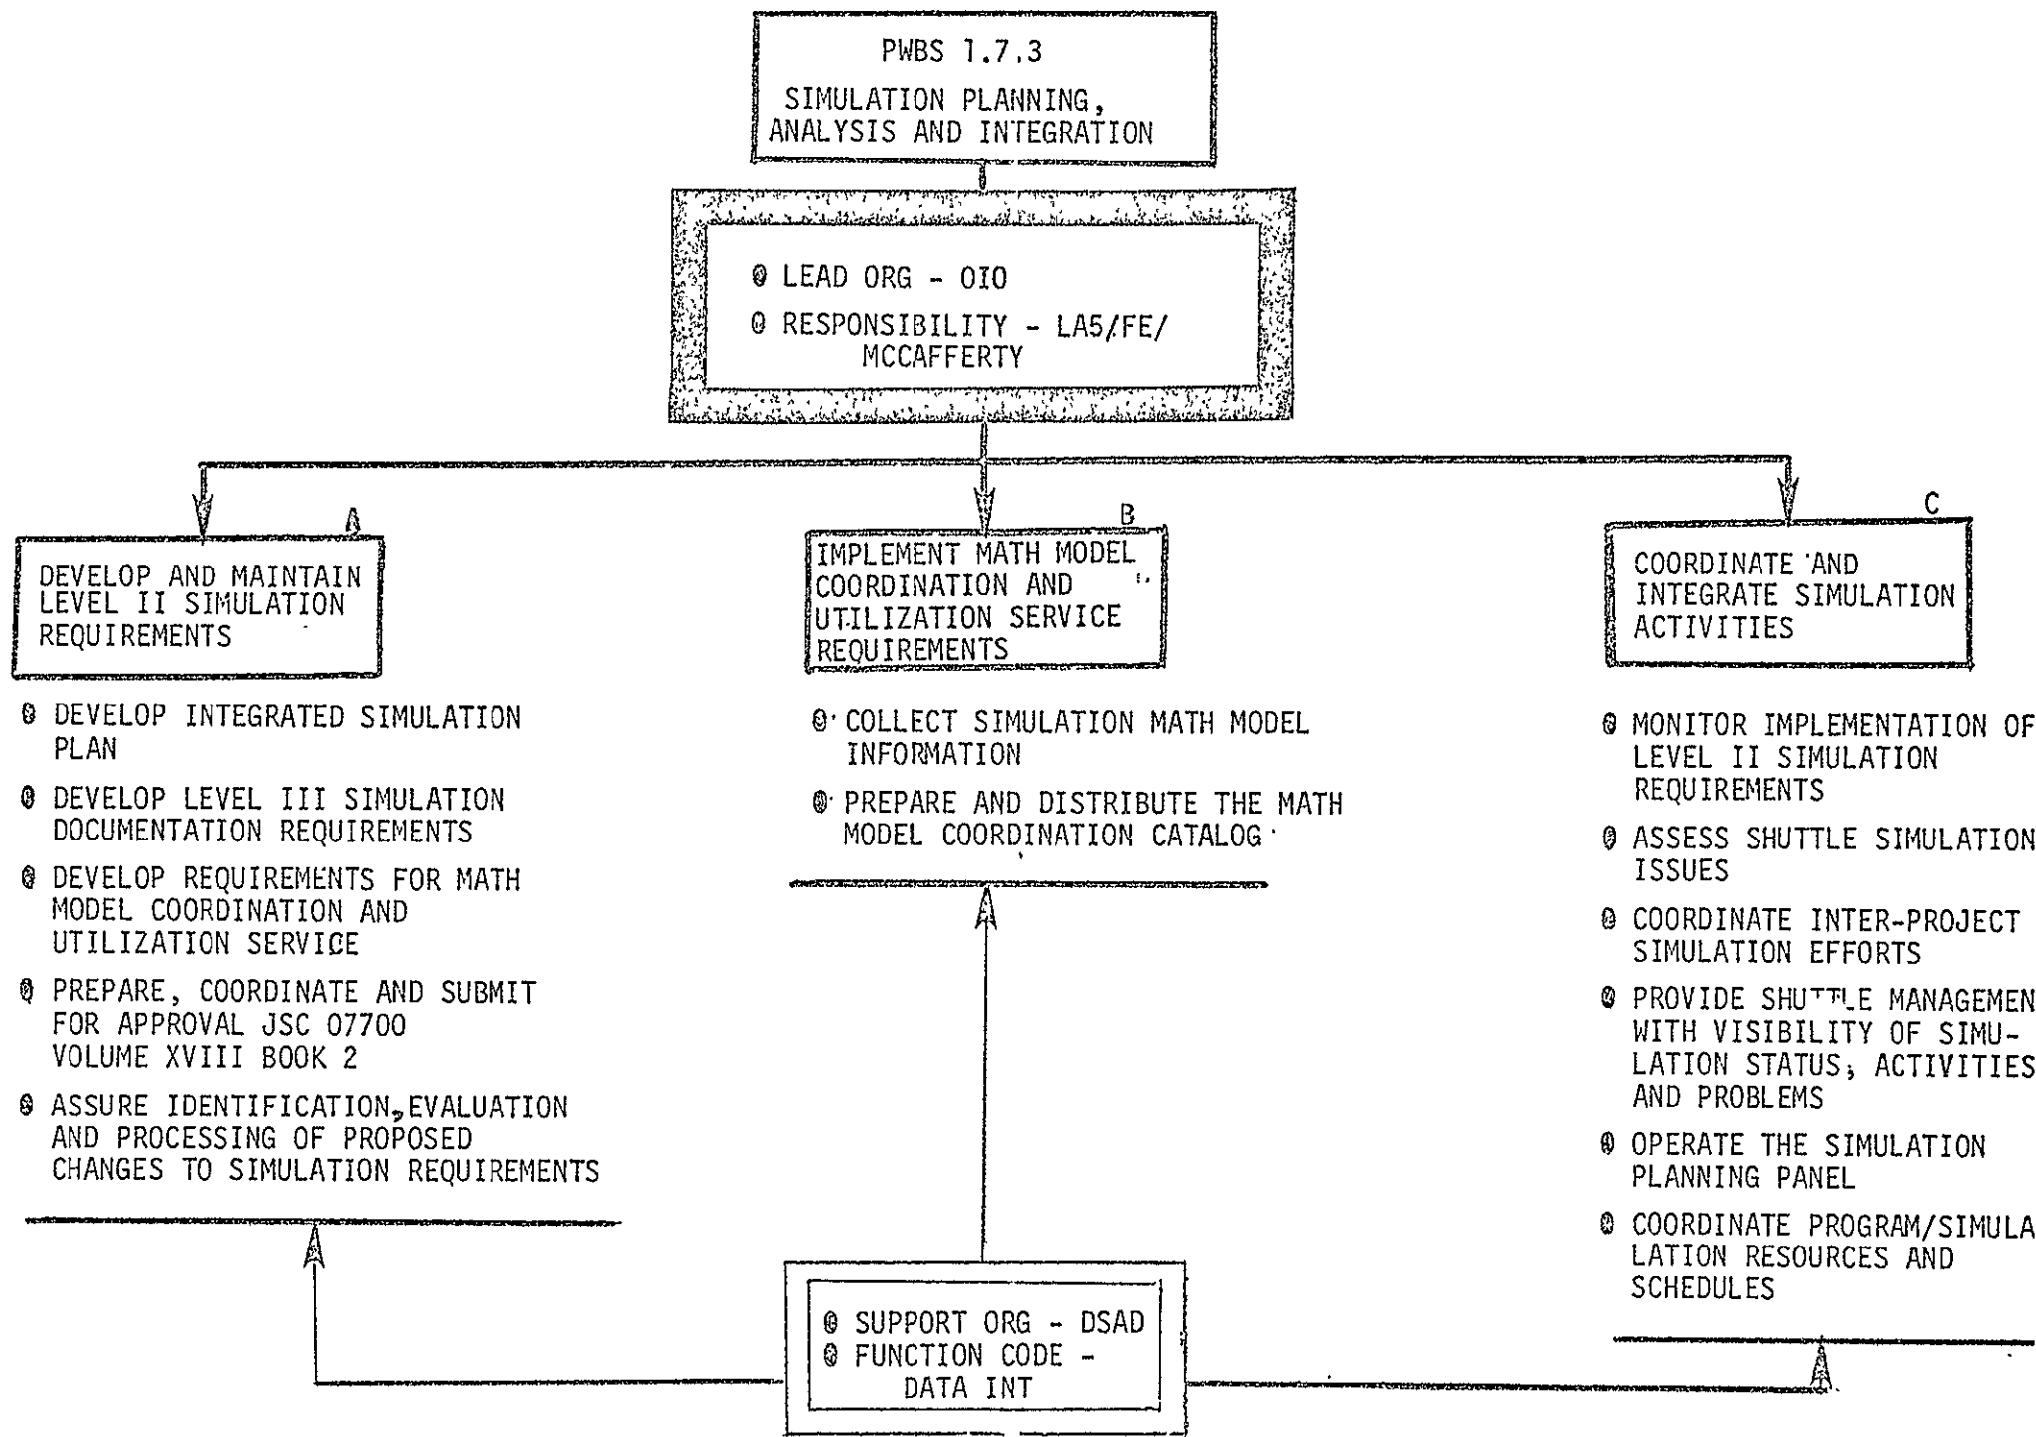 PWBS 1.7.3
SIMULATION PLANNING,
ANALYSIS AND INTEGRATION
LEAD ORG - OIO
RESPONSIBILITY - LA5/FE/
MCCAFFERTY
A
DEVELOP AND MAINTAIN
LEVEL II SIMULATION
REQUIREMENTS
DEVELOP INTEGRATED SIMULATION
PLAN
DEVELOP LEVEL III SIMULATION
DOCUMENTATION REQUIREMENTS
DEVELOP REQUIREMENTS FOR MATH
MODEL COORDINATION AND
UTILIZATION SERVICE
PREPARE, COORDINATE AND SUBMIT
FOR APPROVAL JSC 07700
VOLUME XVIII BOOK 2
ASSURE IDENTIFICATION, EVALUATION
AND PROCESSING OF PROPOSED
CHANGES TO SIMULATION REQUIREMENTS
B
IMPLEMENT MATH MODEL
COORDINATION AND
UTILIZATION SERVICE
REQUIREMENTS
COLLECT SIMULATION MATH MODEL
INFORMATION
PREPARE AND DISTRIBUTE THE MATH
MODEL COORDINATION CATALOG
C
COORDINATE AND
INTEGRATE SIMULATION
ACTIVITIES
MONITOR IMPLEMENTATION OF
LEVEL II SIMULATION
REQUIREMENTS
ASSESS SHUTTLE SIMULATION
ISSUES
COORDINATE INTER-PROJECT
SIMULATION EFFORTS
PROVIDE SHUTTLE MANAGEMEN
WITH VISIBILITY OF SIMU-
LATION STATUS, ACTIVITIES
AND PROBLEMS
OPERATE THE SIMULATION
PLANNING PANEL
COORDINATE PROGRAM/SIMULA
LATION RESOURCES AND
SCHEDULES
SUPPORT ORG - DSAD
FUNCTION CODE -
DATA INT